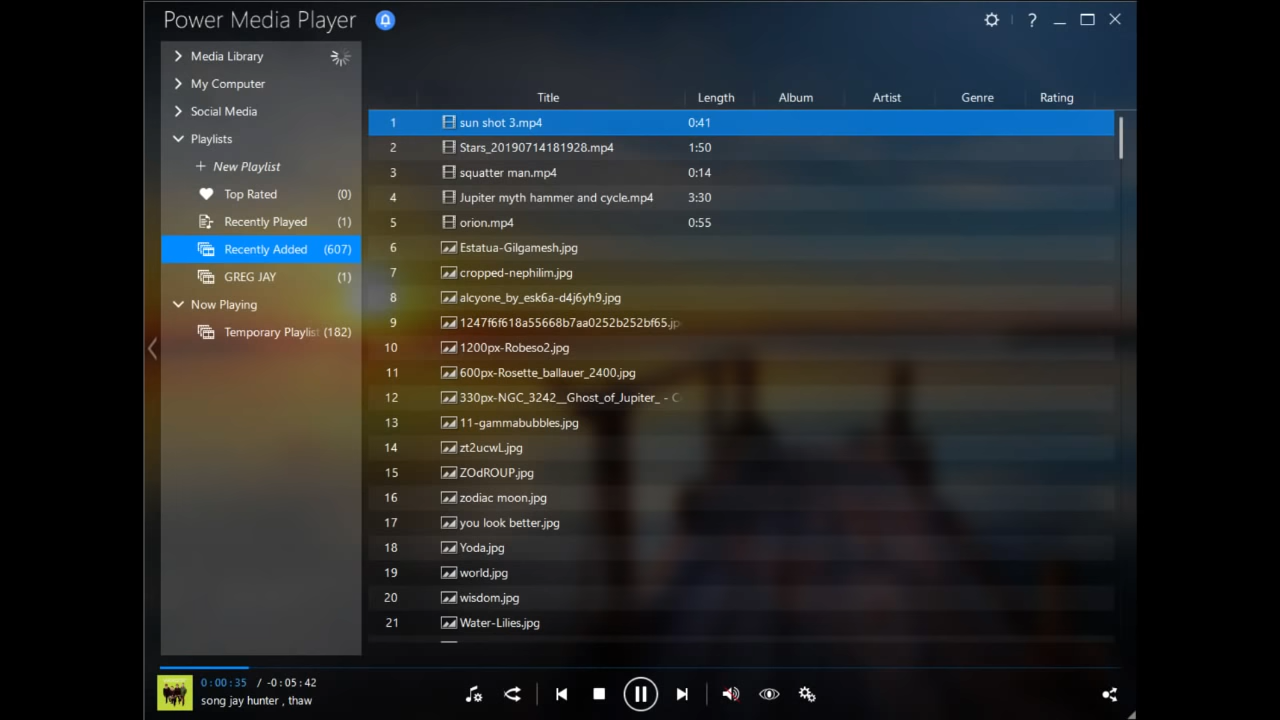 Power Media Player
?
Media Library
My Computer
Social Media
Playlists
+ New Playlist
Top Rated (0)
Recently Played (1)
Recently Added (607)
GREG JAY (1)
Now Playing
Temporary Playlist (182)
Title Length Album Artist Genre Rating
1 sun shot 3.mp4 0:41
2 Stars_20190714181928.mp4 1:50
3 squatter man.mp4 0:14
4 Jupiter myth hammer and cycle.mp4 3:30
5 orion.mp4 0:55
6 Estatua-Gilgamesh.jpg
7 cropped-nephilim.jpg
8 alcyone_by_esk6a-d4j6yh9.jpg
9 1247f6f618a55668b7aa0252b252bf65.jp
10 1200px-Robeso2.jpg
11 600px-Rosette_ballauer_2400.jpg
12 330px-NGC_3242__Ghost_of_Jupiter_ - C
13 11-gammabubbles.jpg
14 zt2ucwL.jpg
15 ZOdROUP.jpg
16 zodiac moon.jpg
17 you look better.jpg
18 Yoda.jpg
19 world.jpg
20 wisdom.jpg
21 Water-Lilies.jpg
0:00:35 / -0:05:42
song jay hunter , thaw